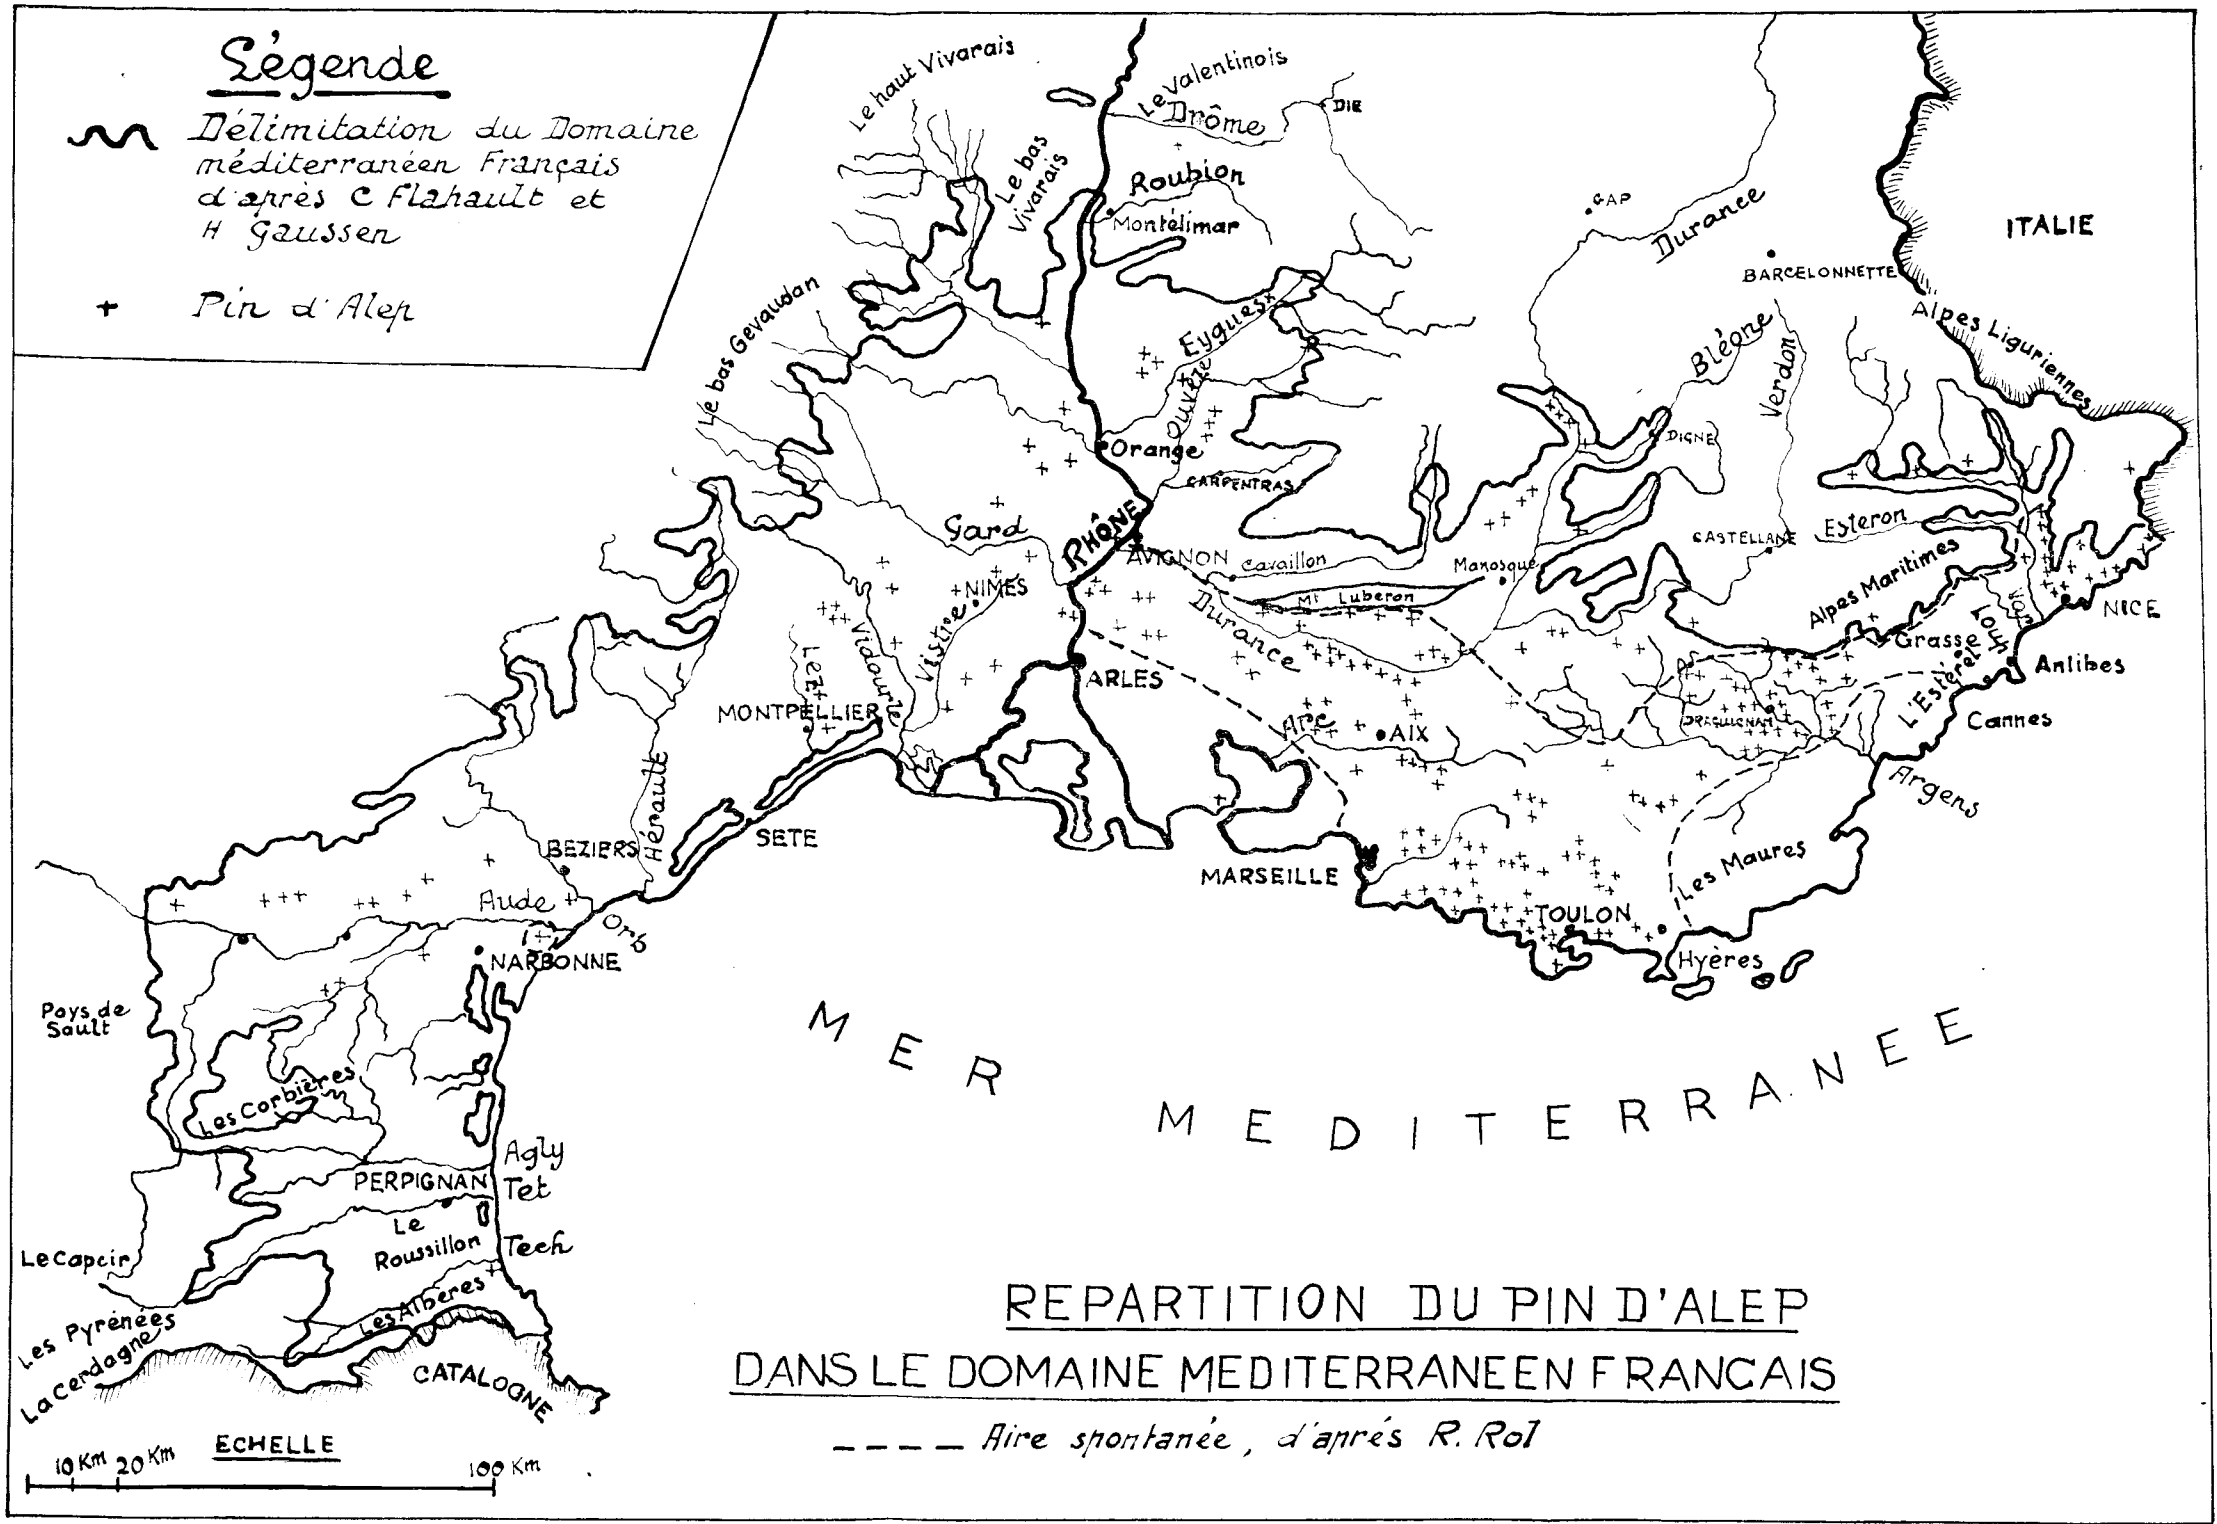 Légende
Délimitation du Domaine
méditerranéen Français
d'après C Flahault et
H Gaussen
+ Pin d'Alep
Le haut Vivarais
Le Valentinois
Drôme
DIE
Le bas
Vivarais
Roubion
Montélimar
GAP
Durance
ITALIE
BARCELONNETTE
Alpes Liguriennes
Le bas Gevaudan
Eygues
Ouvèze
Bléone
Verdon
Orange
DIGNE
CARPENTRAS
Gard
RHÔNE
AVIGNON
Cavaillon
Manosque
CASTELLANE
Esteron
Alpes Maritimes
NIMES
Mt Luberon
Durance
Var
NICE
Loup
Grasse
Vidourle
Vistre
Lez
ARLES
Antibes
L'Estérel
Cannes
MONTPELLIER
Arc
AIX
DRAGUIGNAN
Argens
Hérault
SETE
BEZIERS
MARSEILLE
Les Maures
Aude
Orb
TOULON
NARBONNE
Hyères
Pays de
Sault
MER MEDITERRANEE
Les Corbières
Agly
PERPIGNAN
Tet
Le
Roussillon
Tech
Le Capcir
Les Albères
Les Pyrénées
La Cerdagne
CATALOGNE
REPARTITION DU PIN D'ALEP
DANS LE DOMAINE MEDITERRANEEN FRANCAIS
---- Aire spontanée, d'aprés R. Rol
ECHELLE
10 Km 20 Km 100 Km